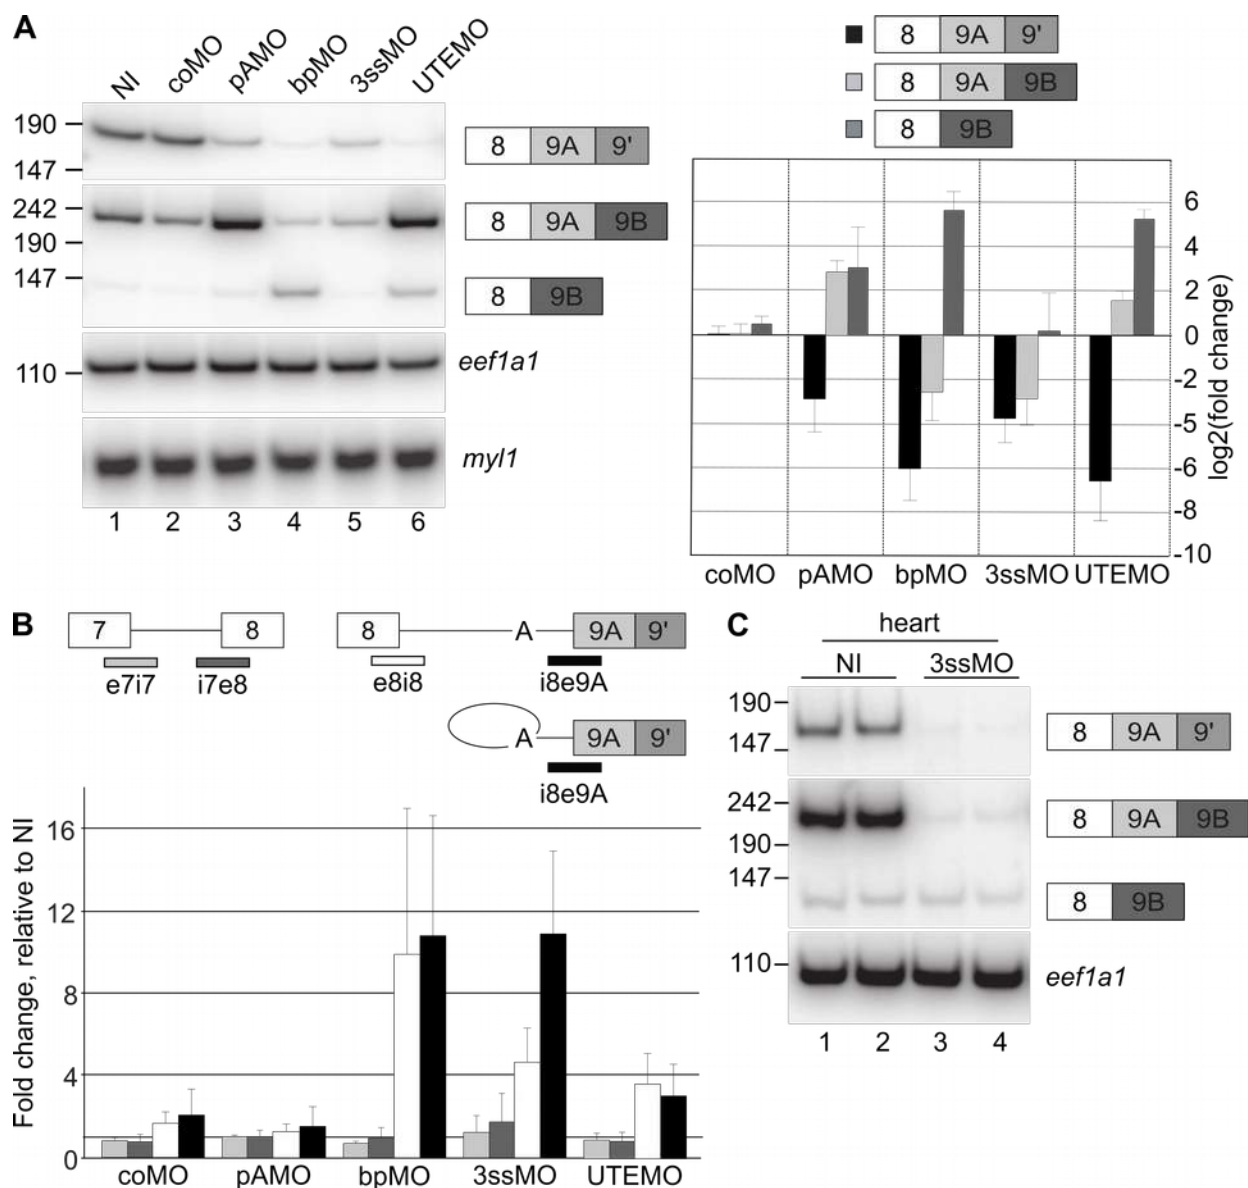 A
NI coMO pAMO bpMO 3ssMO UTEMO
190
147
8 9A 9'
242
190
147
8 9A 9B
8 9B
110
eef1a1
myl1
1 2 3 4 5 6
8 9A 9'
8 9A 9B
8 9B
6
4
2
0
-2
-5
-6
-8
-10
log2(fold change)
coMO pAMO bpMO 3ssMO UTEMO
B
7 8
e7i7 i7e8
8 A 9A 9'
e8i8 i8e9A
A 9A 9'
i8e9A
Fold change, relative to NI
16
12
8
4
0
coMO pAMO bpMO 3ssMO UTEMO
C
heart
NI 3ssMO
190
147
8 9A 9'
242
190
147
8 9A 9B
8 9B
110
eef1a1
1 2 3 4